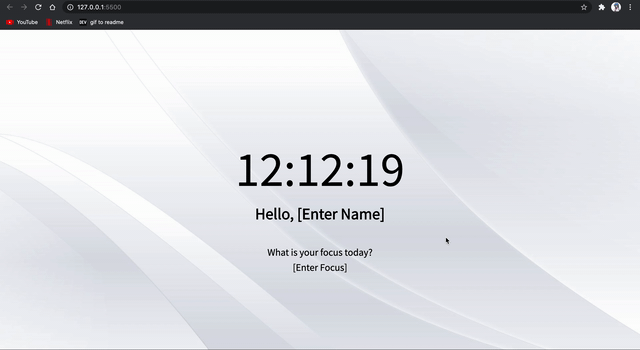 127.0.0.1:5500
YouTube Netflix DEV gif to readme
12:12:19
Hello, [Enter Name]
What is your focus today?
[Enter Focus]